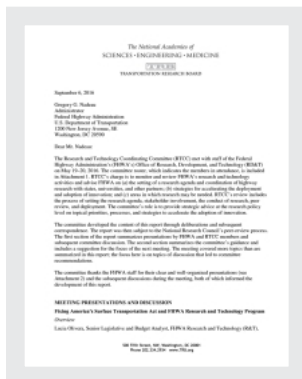 The National Academies of
SCIENCES • ENGINEERING • MEDICINE
TRANSPORTATION RESEARCH BOARD
September 6, 2016
Gregory G. Nadeau
Administrator
Federal Highway Administration
U.S. Department of Transportation
1200 New Jersey Avenue, SE
Washington, DC 20590
Dear Mr. Nadeau:
The Research and Technology Coordinating Committee (RTCC) met with staff of the Federal
Highway Administration's (FHWA's) Office of Research, Development, and Technology (RD&T)
on May 19–20, 2016. The committee roster, which indicates the members in attendance, is included
in Attachment 1. RTCC's charge is to monitor and review FHWA's research and technology
activities and advise FHWA on (a) the setting of a research agenda and coordination of highway
research with states, universities, and other partners; (b) strategies for accelerating the deployment
and adoption of innovation; and (c) areas in which research may be needed. RTCC's review includes
the process of setting the research agenda, stakeholder involvement, the conduct of research, peer
review, and deployment. The committee's role is to provide strategic advice at the research policy
level on topical priorities, processes, and strategies to accelerate the adoption of innovation.
The committee developed the content of this report through deliberations and subsequent
correspondence. The report was then subject to the National Research Council's peer-review process.
The first section of the report summarizes presentations by FHWA and RTCC members and
subsequent committee discussion. The second section summarizes the committee's guidance and
includes a suggestion for the focus of the next meeting. The meeting covered more topics than are
summarized in this report; the focus here is on topics of discussion that led to committee
recommendations.
The committee thanks the FHWA staff for their clear and well-organized presentations (see
Attachment 2) and the subsequent discussions during the meeting, both of which informed the
development of this report.
MEETING PRESENTATIONS AND DISCUSSION
Fixing America's Surface Transportation Act and FHWA Research and Technology Program
Overview
Lucia Olivera, Senior Legislative and Budget Analyst, FHWA Research and Technology (R&T),
500 Fifth Street, NW, Washington, DC 20001
Phone 202 334 2934 www.TRB.org